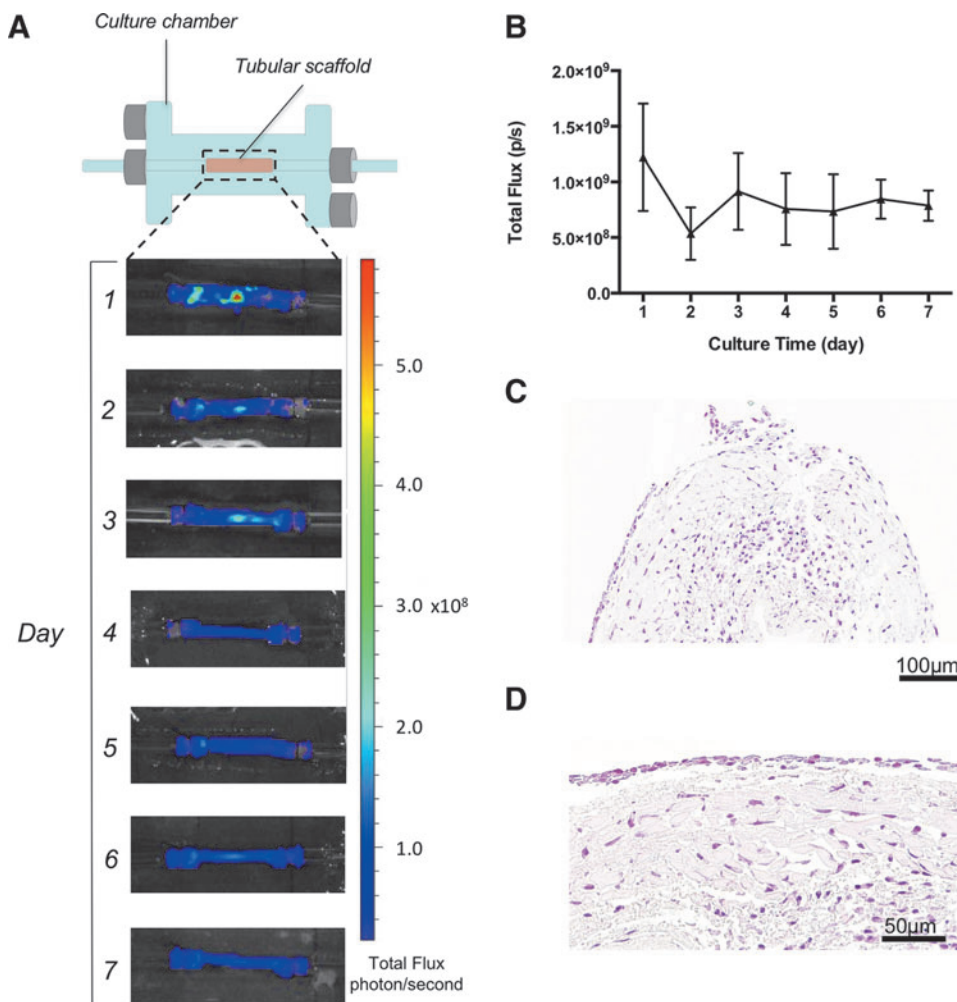 A
Culture chamber
Tubular scaffold
Day
1
2
3
4
5
6
7
5.0
4.0
3.0
x10⁸
2.0
1.0
Total Flux
photon/second
B
Total Flux (p/s)
2.0×10⁹
1.5×10⁹
1.0×10⁹
5.0×10⁸
0.0
1 2 3 4 5 6 7
Culture Time (day)
C
100µm
D
50µm